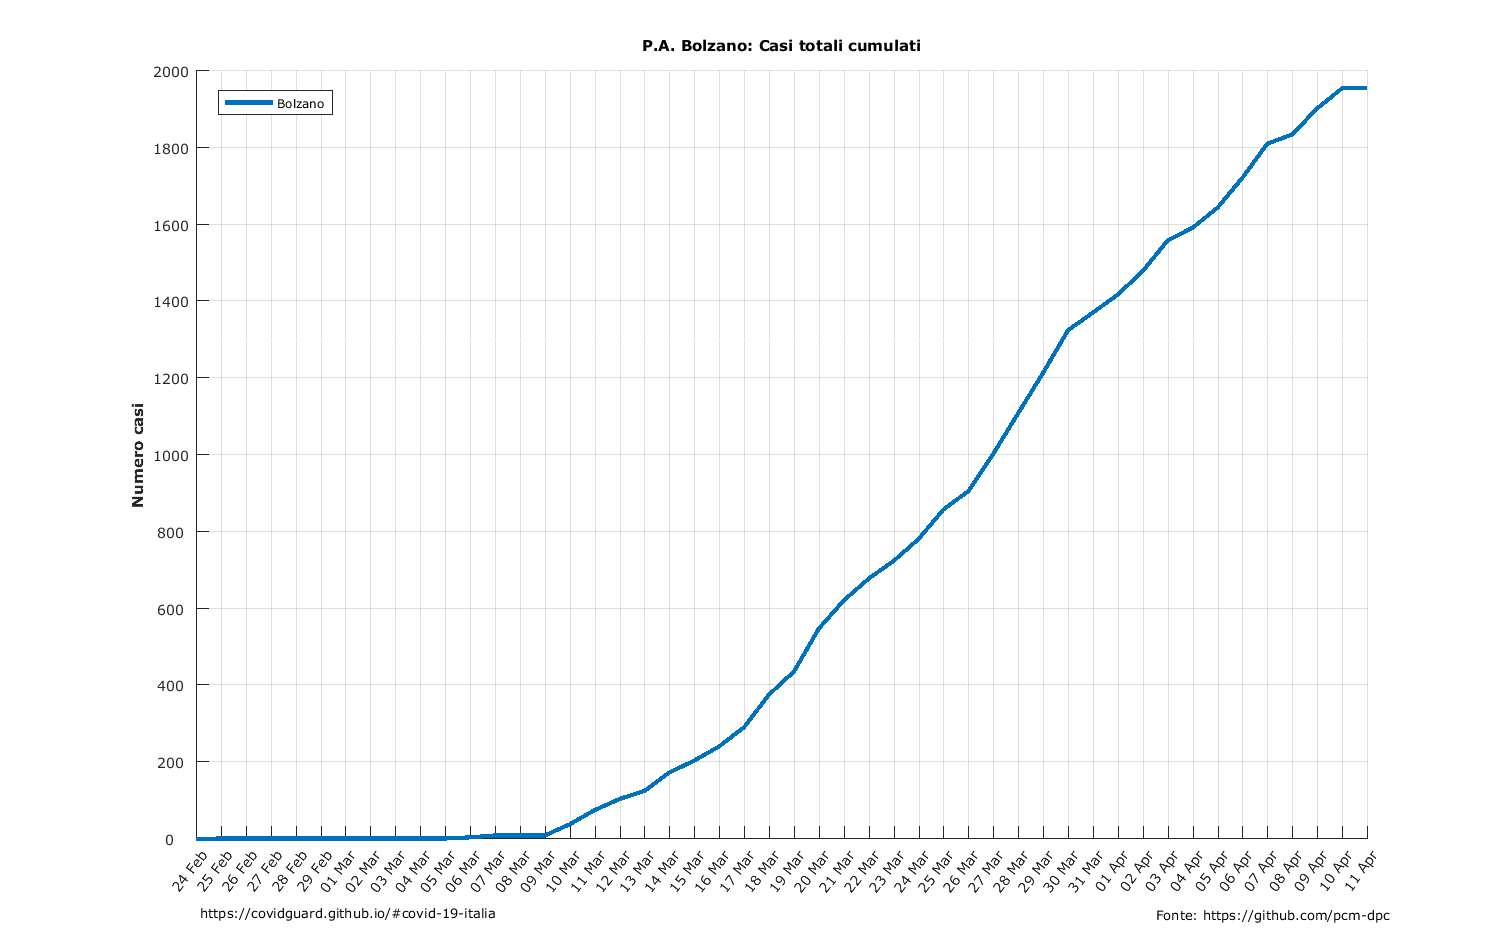 P.A. Bolzano: Casi totali cumulati
2000
Bolzano
1800
1600
1400
1200
1000
800
600
400
200
0
Numero casi
24 Feb
25 Feb
26 Feb
27 Feb
28 Feb
29 Feb
01 Mar
02 Mar
03 Mar
04 Mar
05 Mar
06 Mar
07 Mar
08 Mar
09 Mar
10 Mar
11 Mar
12 Mar
13 Mar
14 Mar
15 Mar
16 Mar
17 Mar
18 Mar
19 Mar
20 Mar
21 Mar
22 Mar
23 Mar
24 Mar
25 Mar
26 Mar
27 Mar
28 Mar
29 Mar
30 Mar
31 Mar
01 Apr
02 Apr
03 Apr
04 Apr
05 Apr
06 Apr
07 Apr
08 Apr
09 Apr
10 Apr
11 Apr
https://covidguard.github.io/#covid-19-italia
Fonte: https://github.com/pcm-dpc